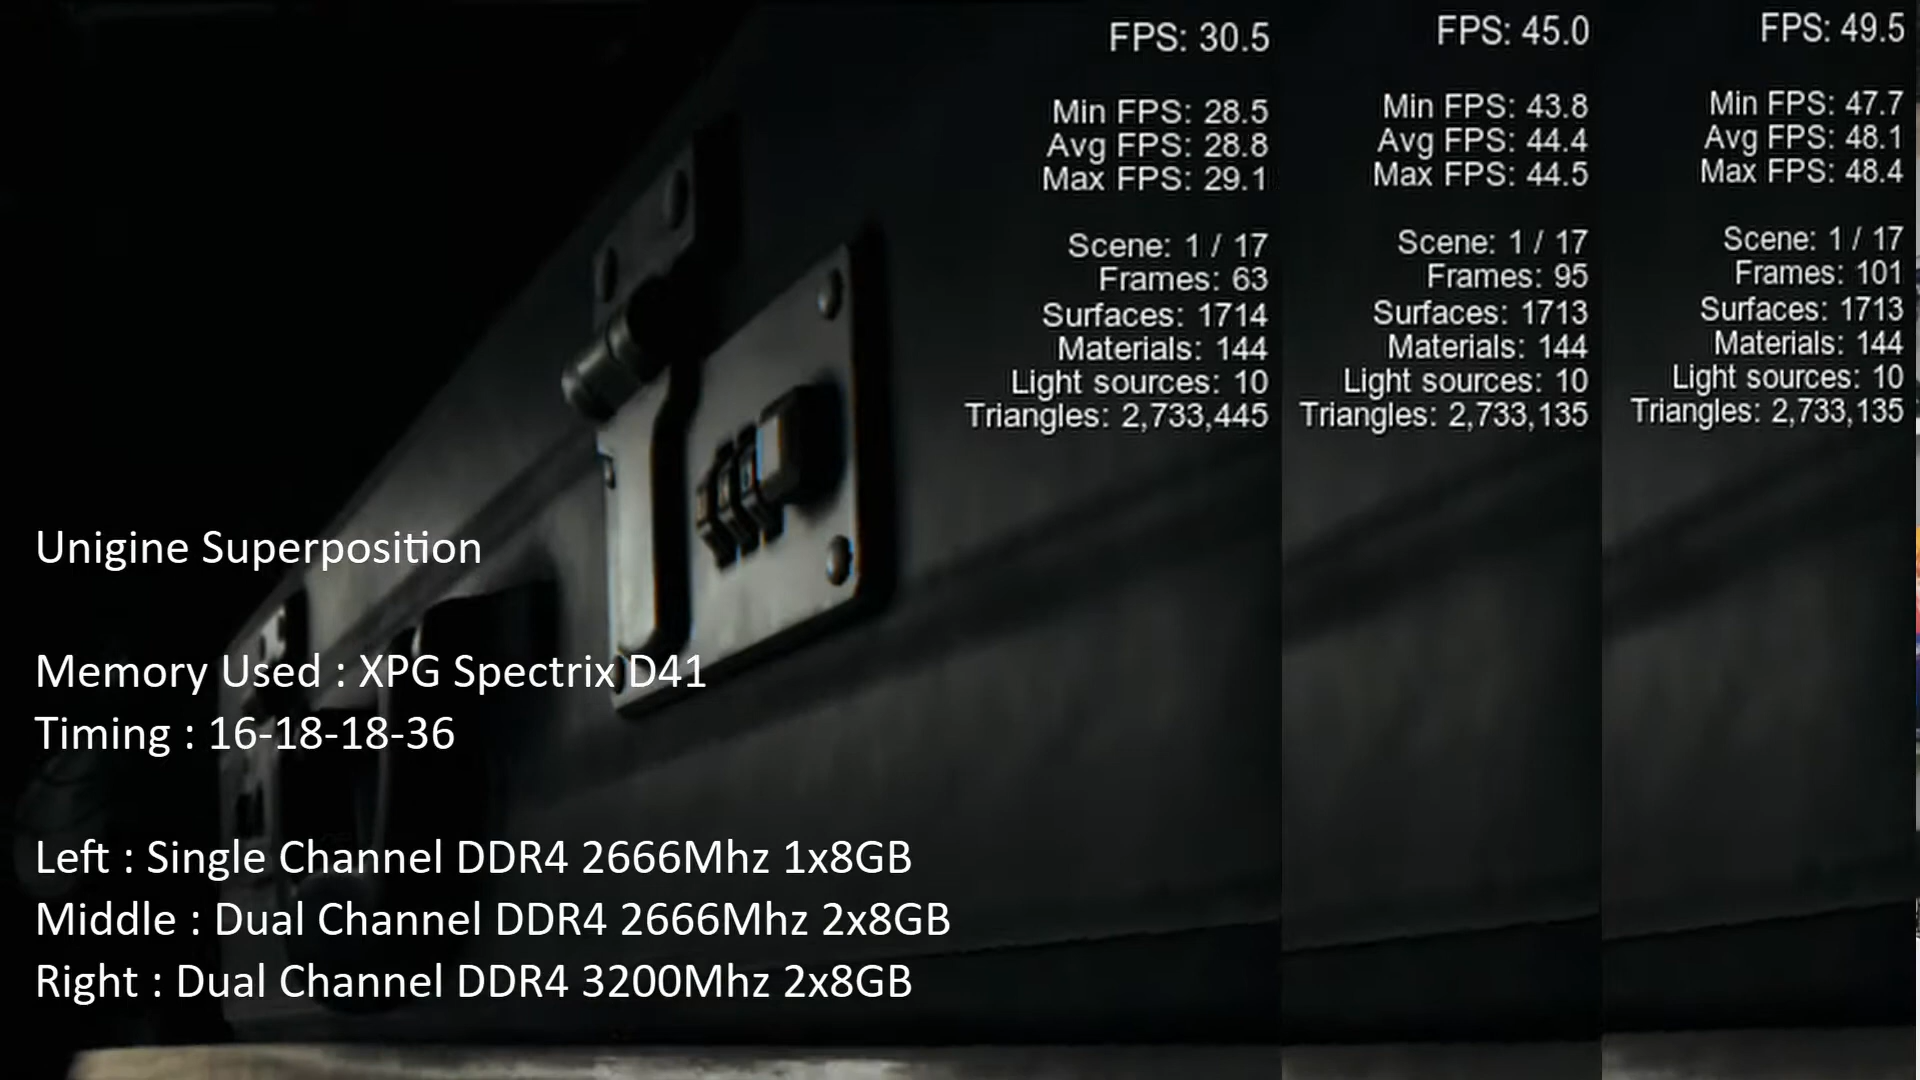 FPS: 30.5
Min FPS: 28.5
Avg FPS: 28.8
Max FPS: 29.1
Scene: 1 / 17
Frames: 63
Surfaces: 1714
Materials: 144
Light sources: 10
Triangles: 2,733,445
FPS: 45.0
Min FPS: 43.8
Avg FPS: 44.4
Max FPS: 44.5
Scene: 1 / 17
Frames: 95
Surfaces: 1713
Materials: 144
Light sources: 10
Triangles: 2,733,135
FPS: 49.5
Min FPS: 47.7
Avg FPS: 48.1
Max FPS: 48.4
Scene: 1 / 17
Frames: 101
Surfaces: 1713
Materials: 144
Light sources: 10
Triangles: 2,733,135
Unigine Superposition
Memory Used : XPG Spectrix D41
Timing : 16-18-18-36
Left : Single Channel DDR4 2666Mhz 1x8GB
Middle : Dual Channel DDR4 2666Mhz 2x8GB
Right : Dual Channel DDR4 3200Mhz 2x8GB